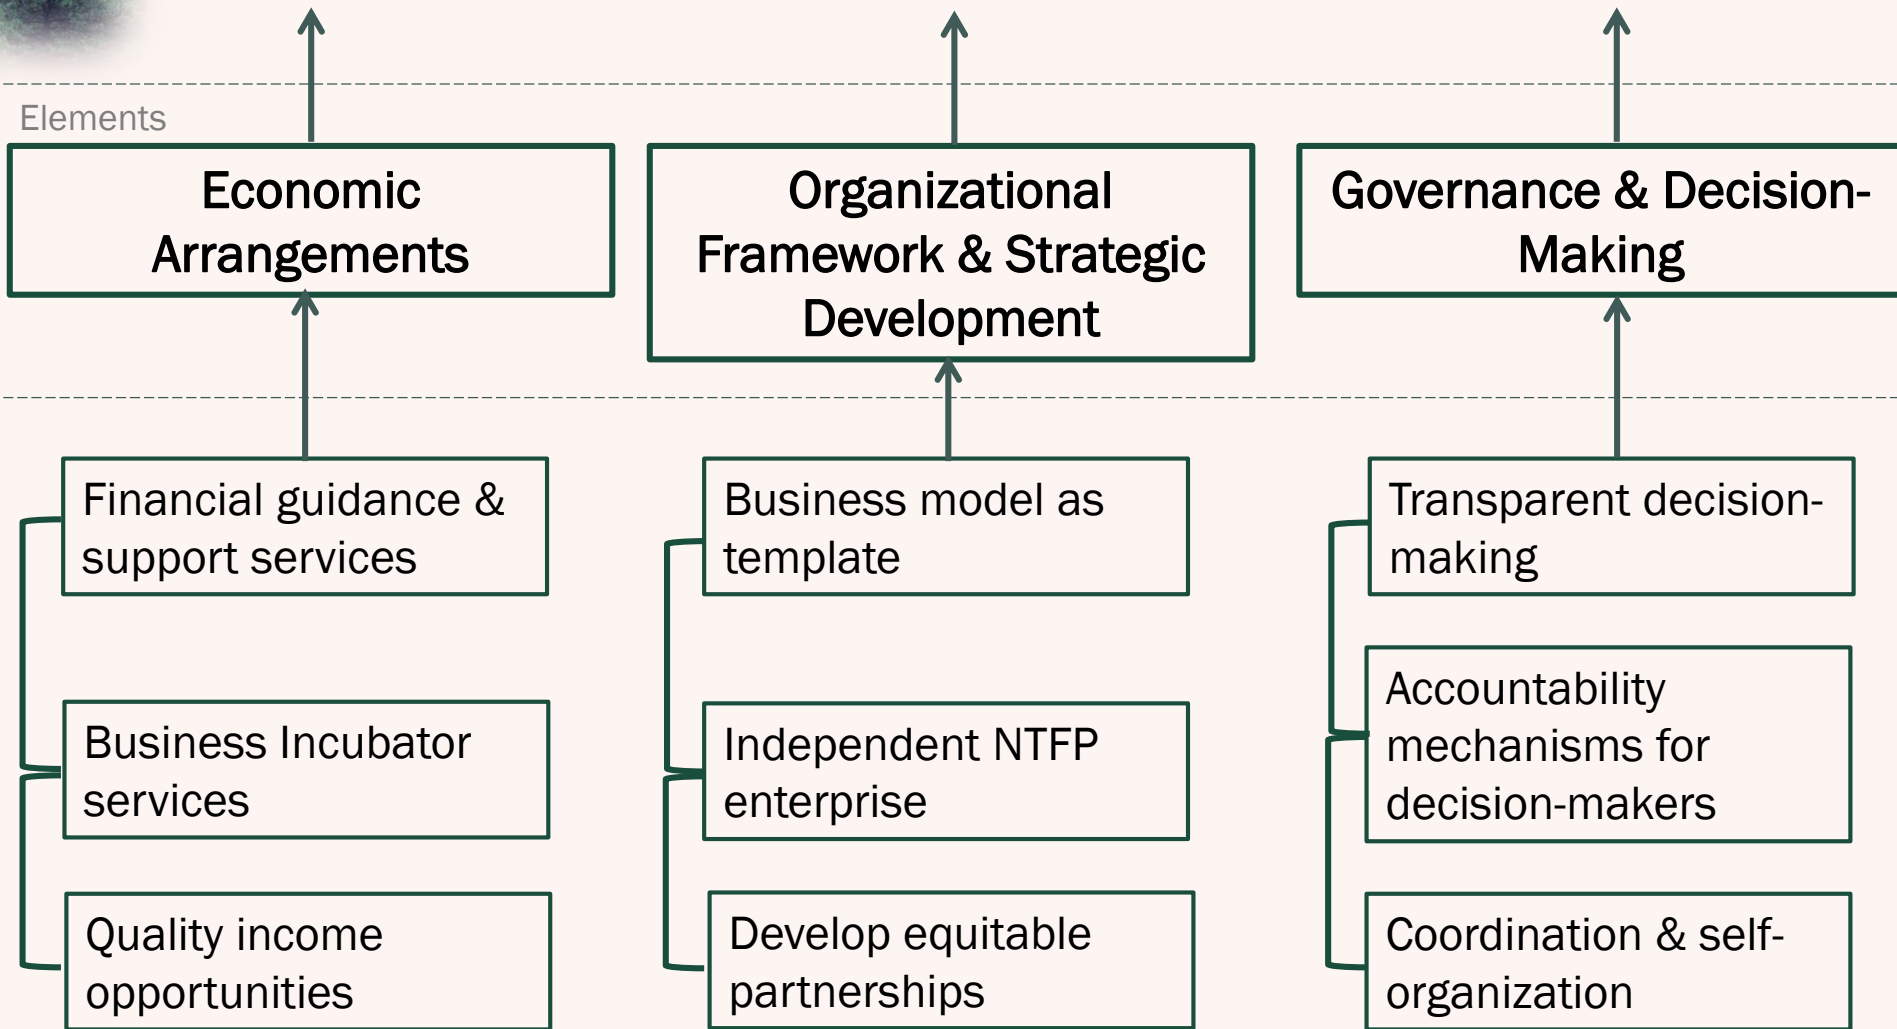 Elements
Economic
Arrangements
Organizational
Framework & Strategic
Development
Governance & Decision-
Making
Financial guidance &
support services
Business Incubator
services
Quality income
opportunities
Business model as
template
Independent NTFP
enterprise
Develop equitable
partnerships
Transparent decision-
making
Accountability
mechanisms for
decision-makers
Coordination & self-
organization